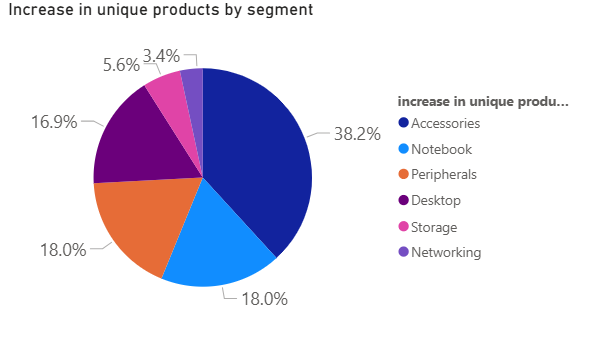 Increase in unique products by segment
3.4%
5.6%
16.9%
38.2%
18.0%
18.0%
increase in unique produ...
Accessories
Notebook
Peripherals
Desktop
Storage
Networking